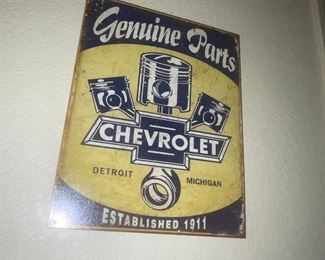 Genuine Parts
CHEVROLET
DETROIT MICHIGAN
ESTABLISHED 1911